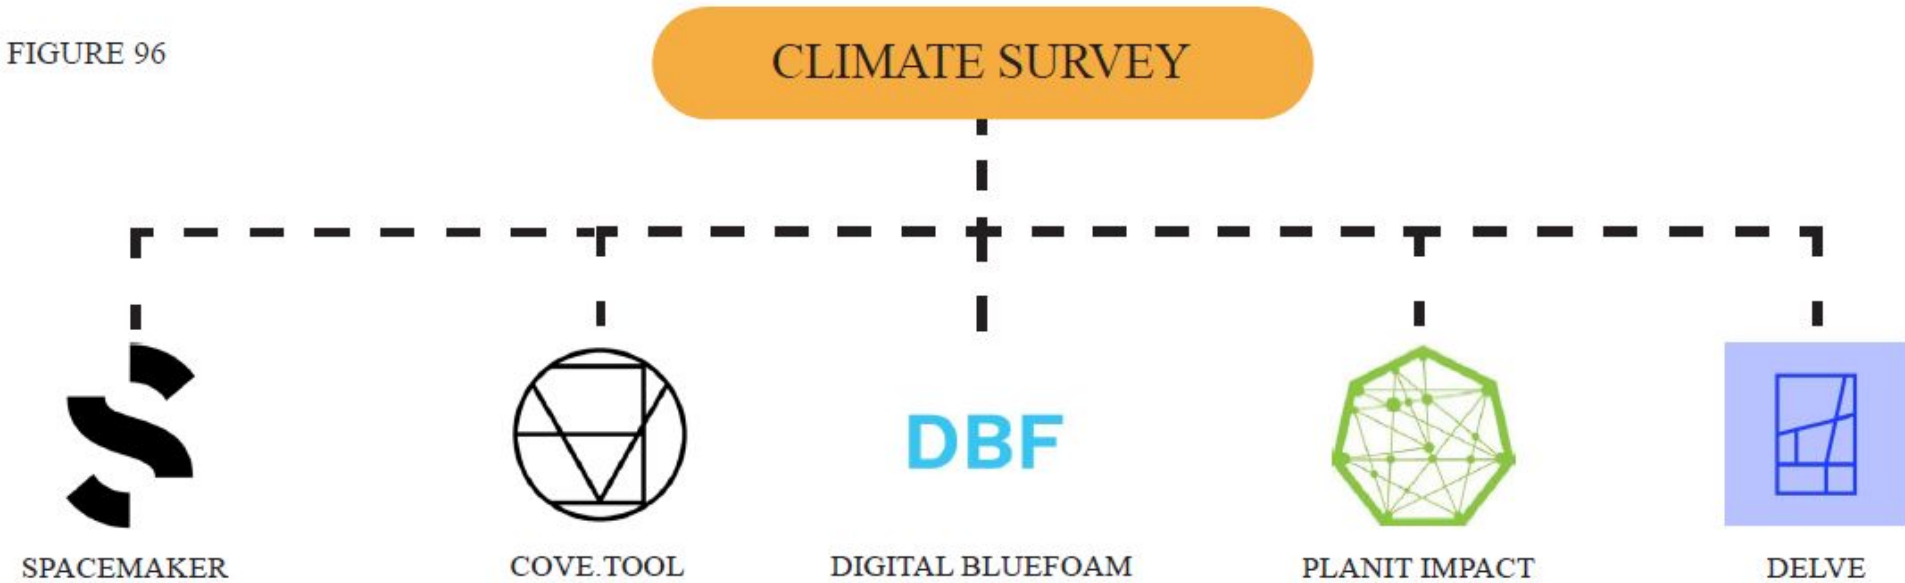 FIGURE 96
CLIMATE SURVEY
DBF
SPACEMAKER
COVE.TOOL
DIGITAL BLUEFOAM
PLANIT IMPACT
DELVE